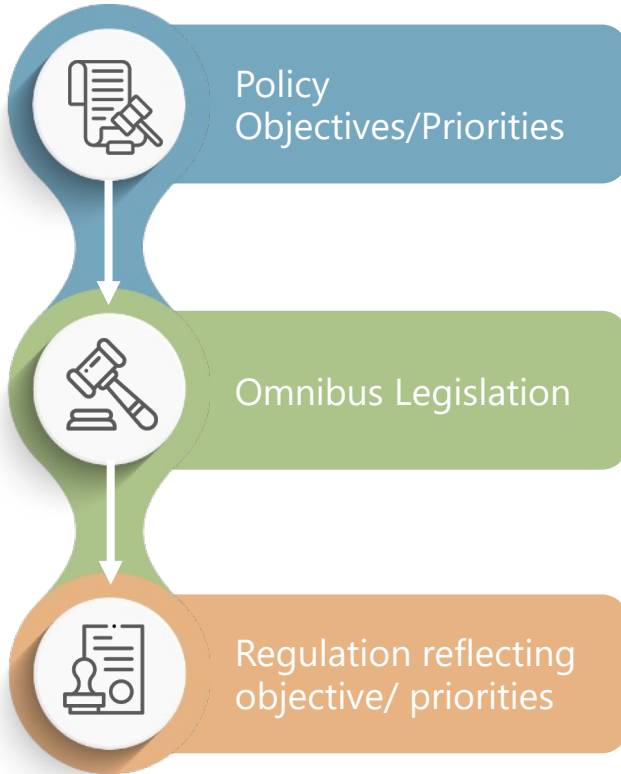 Policy
Objectives/Priorities
Omnibus Legislation
Regulation reflecting
objective/ priorities